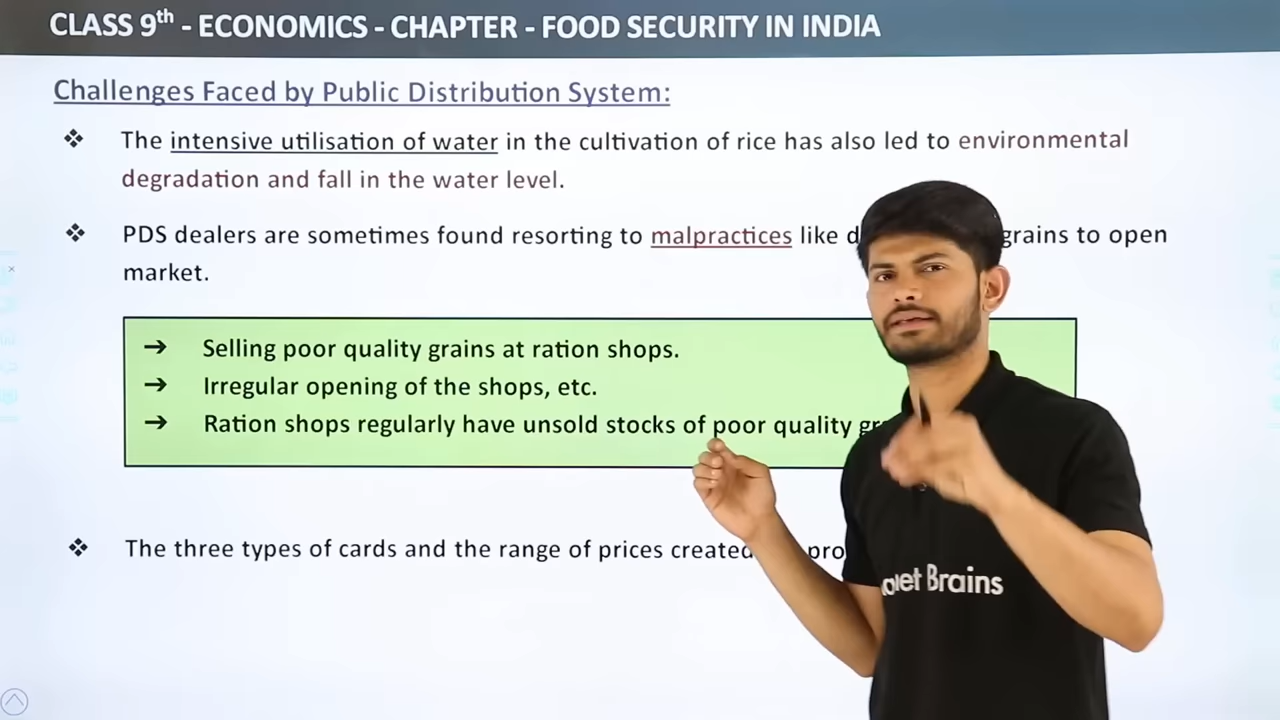 CLASS 9th - ECONOMICS - CHAPTER - FOOD SECURITY IN INDIA
Challenges Faced by Public Distribution System:
❖ The intensive utilisation of water in the cultivation of rice has also led to environmental
degradation and fall in the water level.
❖ PDS dealers are sometimes found resorting to malpractices like grains to open
market.
➔ Selling poor quality grains at ration shops.
➔ Irregular opening of the shops, etc.
➔ Ration shops regularly have unsold stocks of poor quality
❖ The three types of cards and the range of prices created
Brains